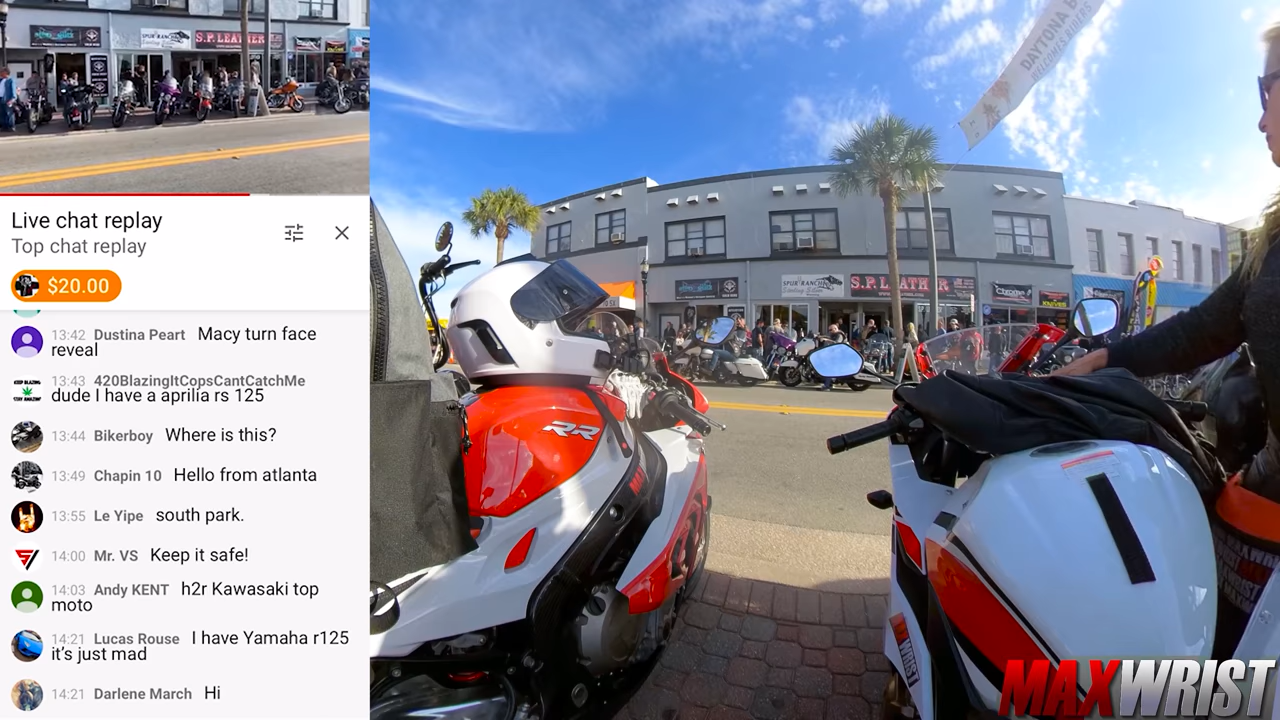 SPUR RANCH
S.P. LEATHER
Live chat replay
Top chat replay
$20.00
13:42 Dustina Peart Macy turn face
reveal
13:43 420BlazingItCopsCantCatchMe
dude I have a aprilia rs 125
13:44 Bikerboy Where is this?
13:49 Chapin 10 Hello from atlanta
13:55 Le Yipe south park.
14:00 Mr. VS Keep it safe!
14:03 Andy KENT h2r Kawasaki top
moto
14:21 Lucas Rouse I have Yamaha r125
it's just mad
14:21 Darlene March Hi
DAYTONA
SPUR RANCH
S.P. LEATHER
chrome
RR
MAXWRIST